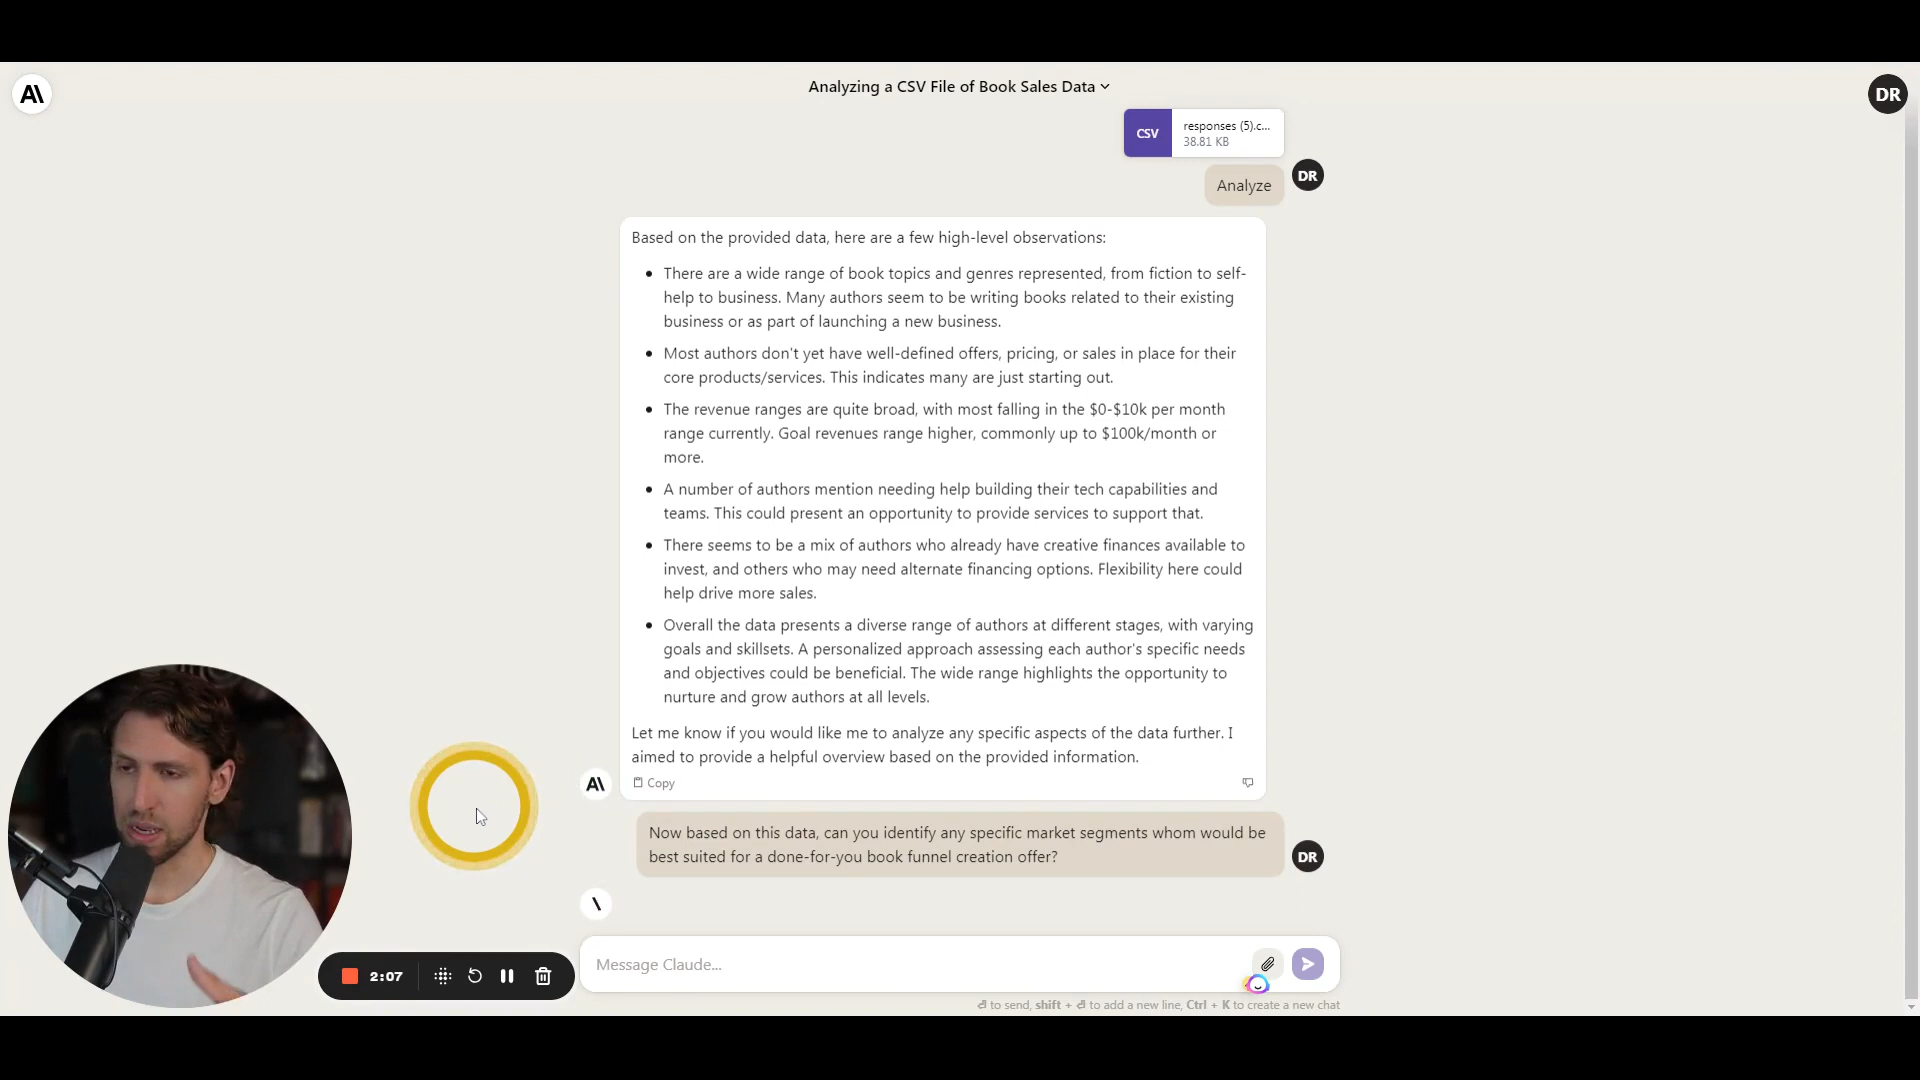 Analyzing a CSV File of Book Sales Data
DR
CSV
responses (5).c...
38.81 KB
Analyze
DR
Based on the provided data, here are a few high-level observations:
There are a wide range of book topics and genres represented, from fiction to self-
help to business. Many authors seem to be writing books related to their existing
business or as part of launching a new business.
Most authors don't yet have well-defined offers, pricing, or sales in place for their
core products/services. This indicates many are just starting out.
The revenue ranges are quite broad, with most falling in the $0-$10k per month
range currently. Goal revenues range higher, commonly up to $100k/month or
more.
A number of authors mention needing help building their tech capabilities and
teams. This could present an opportunity to provide services to support that.
There seems to be a mix of authors who already have creative finances available to
invest, and others who may need alternate financing options. Flexibility here could
help drive more sales.
Overall the data presents a diverse range of authors at different stages, with varying
goals and skillsets. A personalized approach assessing each author's specific needs
and objectives could be beneficial. The wide range highlights the opportunity to
nurture and grow authors at all levels.
Let me know if you would like me to analyze any specific aspects of the data further. I
aimed to provide a helpful overview based on the provided information.
Copy
Now based on this data, can you identify any specific market segments whom would be
best suited for a done-for-you book funnel creation offer?
DR
Message Claude...
2:07
⏎ to send, shift + ⏎ to add a new line, Ctrl + K to create a new chat